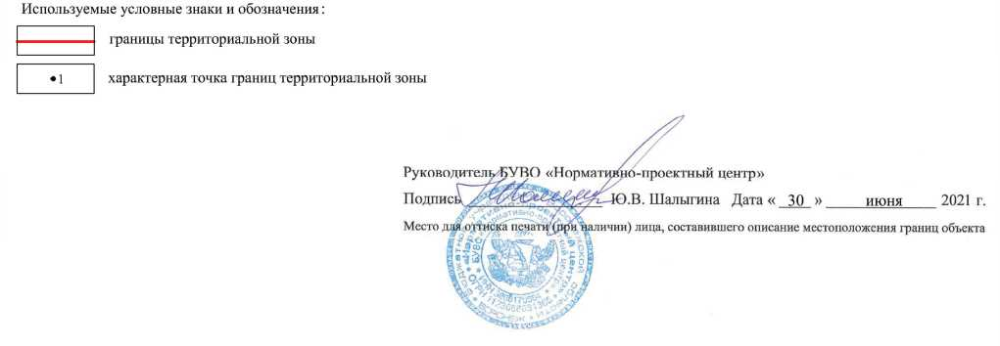 Используемые условные знаки и обозначения:
границы территориальной зоны
•1 характерная точка границ территориальной зоны
Руководитель БУВО «Нормативно-проектный центр»
Подпись Ю.В. Шалыгина Дата « 30 » июня 2021 г.
Место для оттиска печати (при наличии) лица, составившего описание местоположения границ объекта